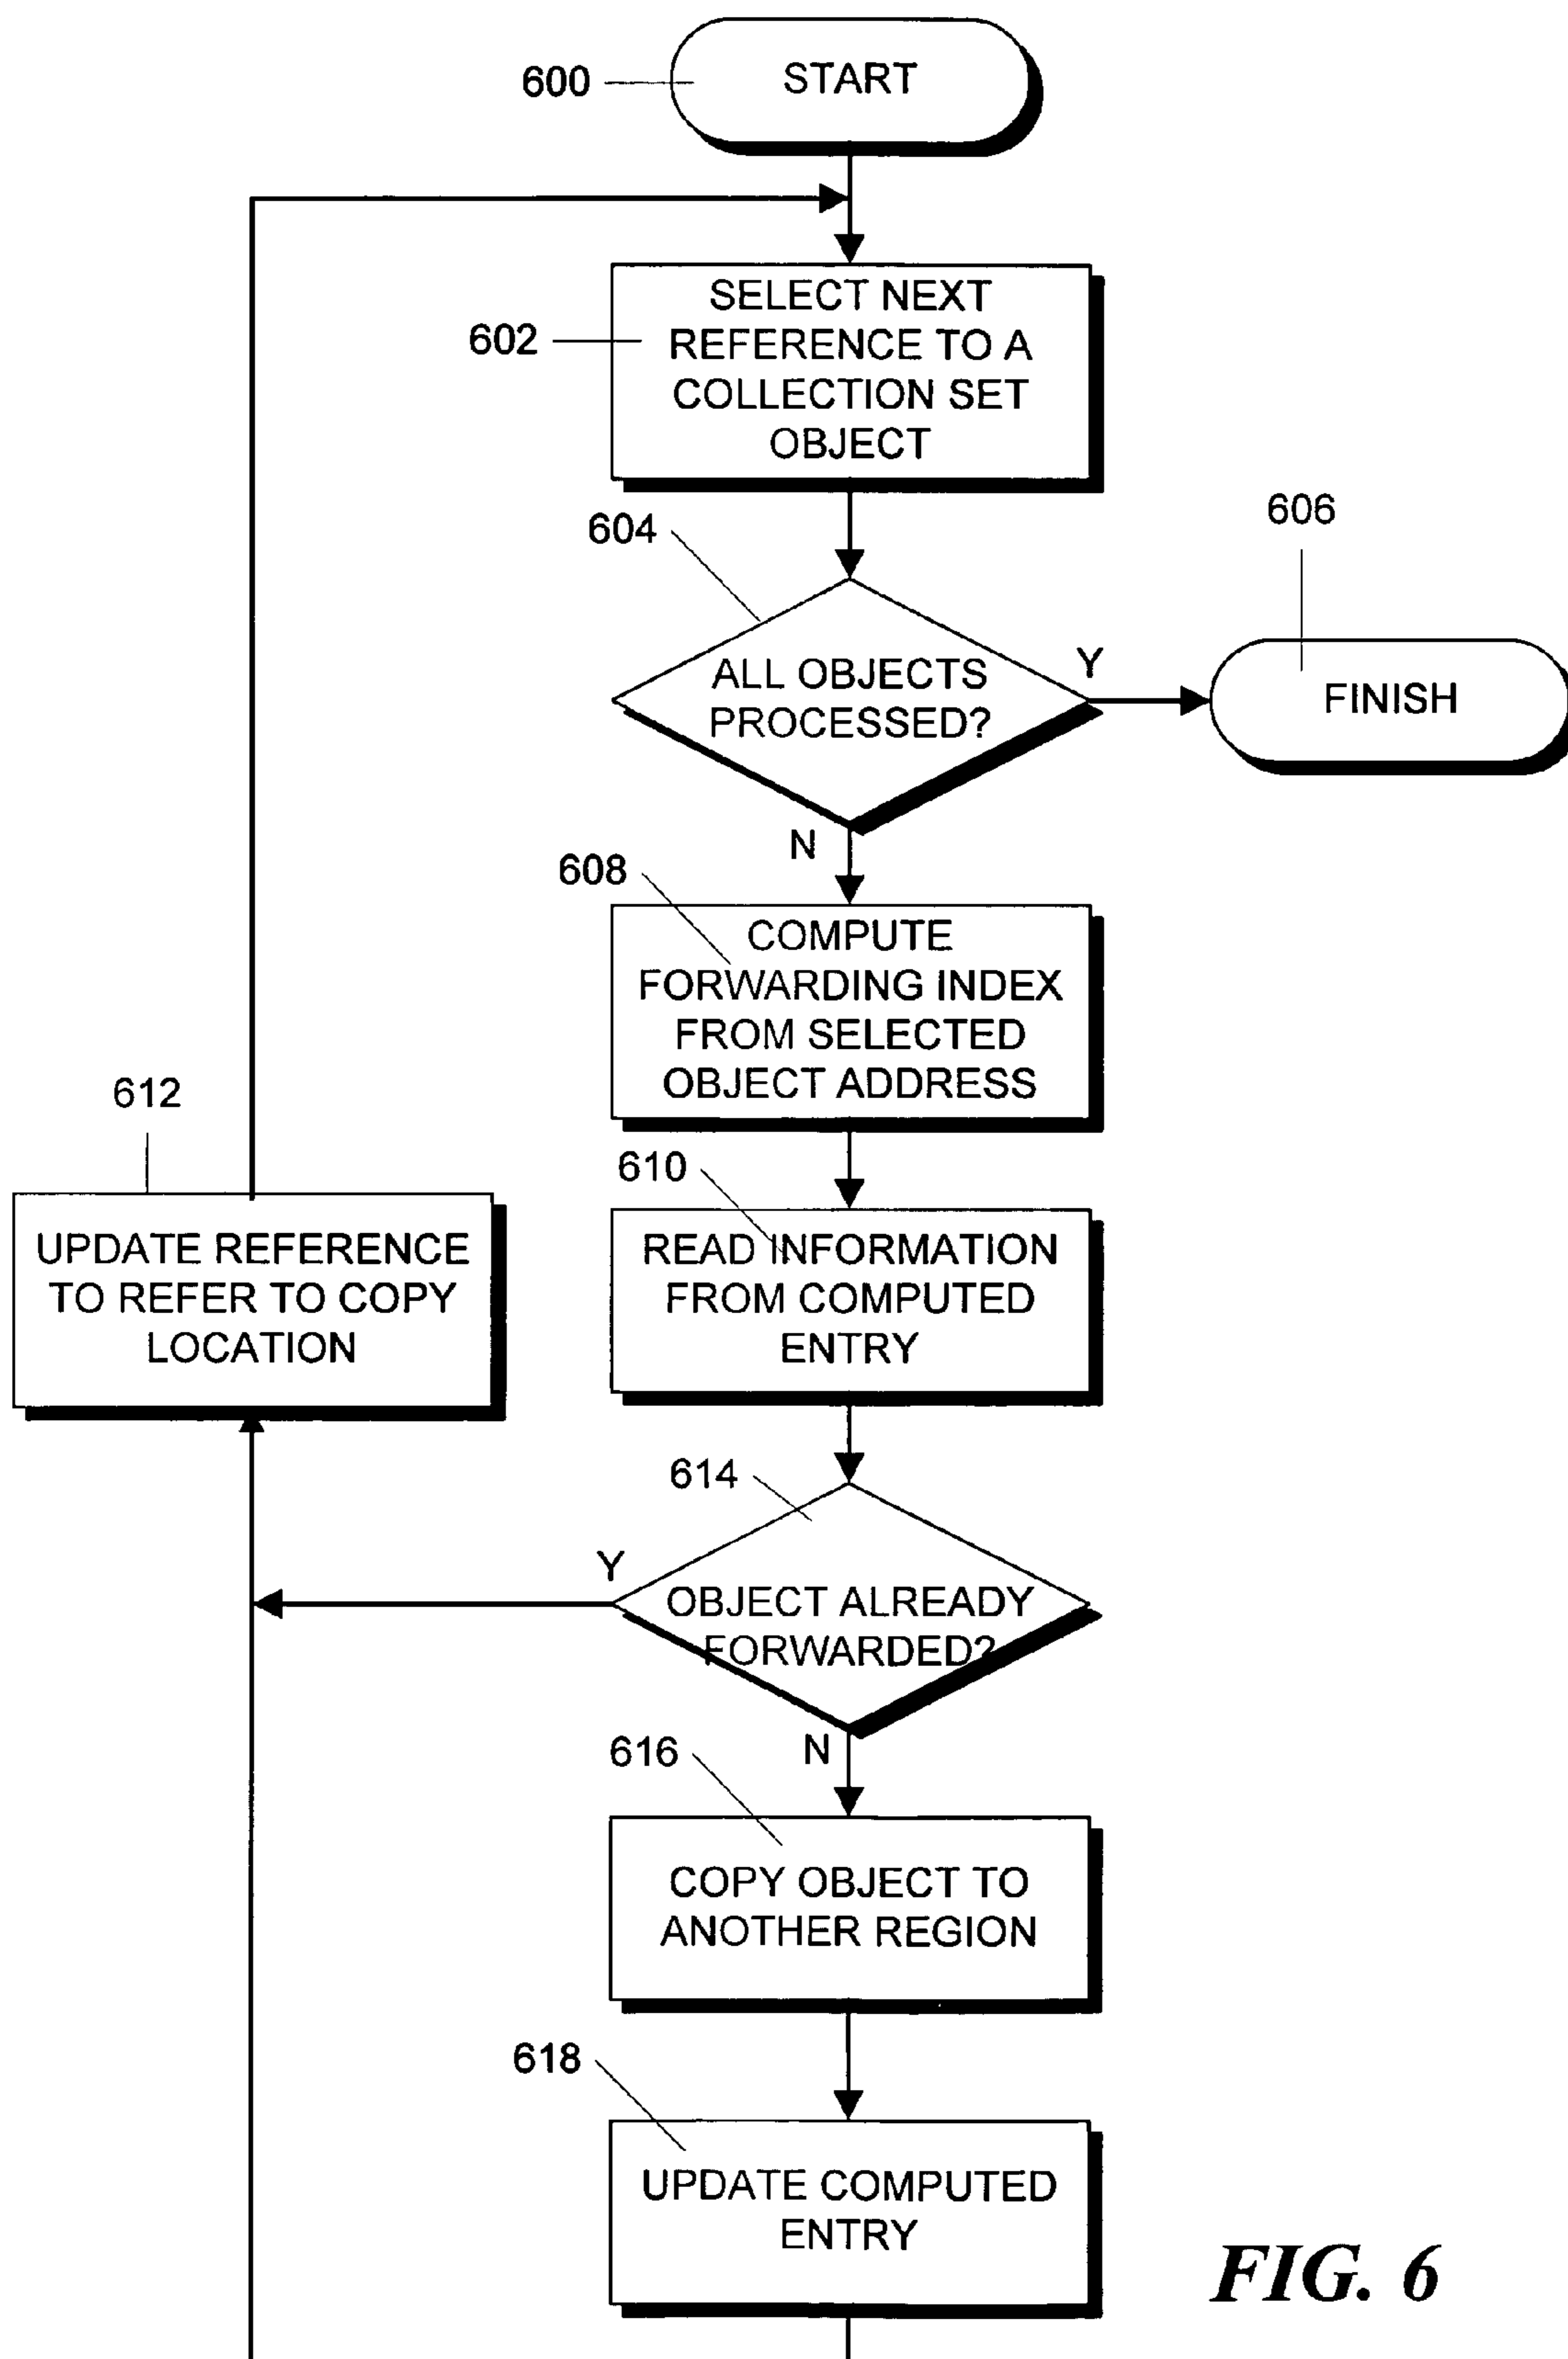 600
START
602
SELECT NEXT
REFERENCE TO A
COLLECTION SET
OBJECT
604
606
ALL OBJECTS
PROCESSED?
Y
FINISH
N
608
COMPUTE
FORWARDING INDEX
FROM SELECTED
OBJECT ADDRESS
612
UPDATE REFERENCE
TO REFER TO COPY
LOCATION
610
READ INFORMATION
FROM COMPUTED
ENTRY
614
Y
OBJECT ALREADY
FORWARDED?
N
616
COPY OBJECT TO
ANOTHER REGION
618
UPDATE COMPUTED
ENTRY
FIG. 6